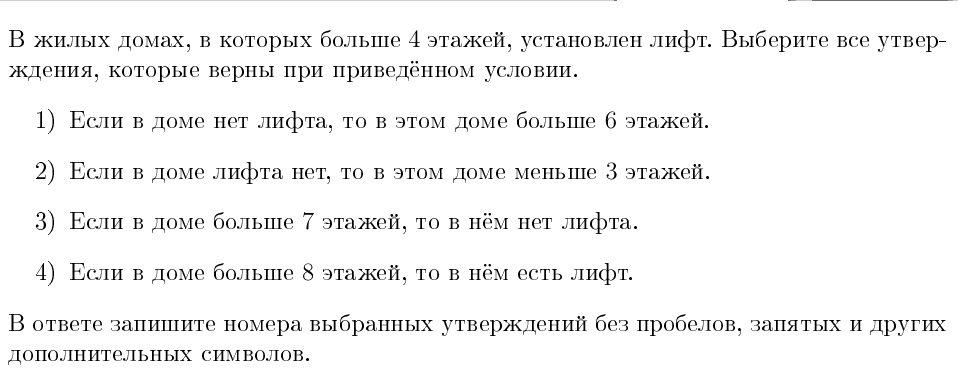 В жилых домах, в которых больше 4 этажей, установлен лифт. Выберите все утвер-
ждения, которые верны при приведённом условии.
1) Если в доме нет лифта, то в этом доме больше 6 этажей.
2) Если в доме лифта нет, то в этом доме меньше 3 этажей.
3) Если в доме больше 7 этажей, то в нём нет лифта.
4) Если в доме больше 8 этажей, то в нём есть лифт.
В ответе запишите номера выбранных утверждений без пробелов, запятых и других
дополнительных символов.